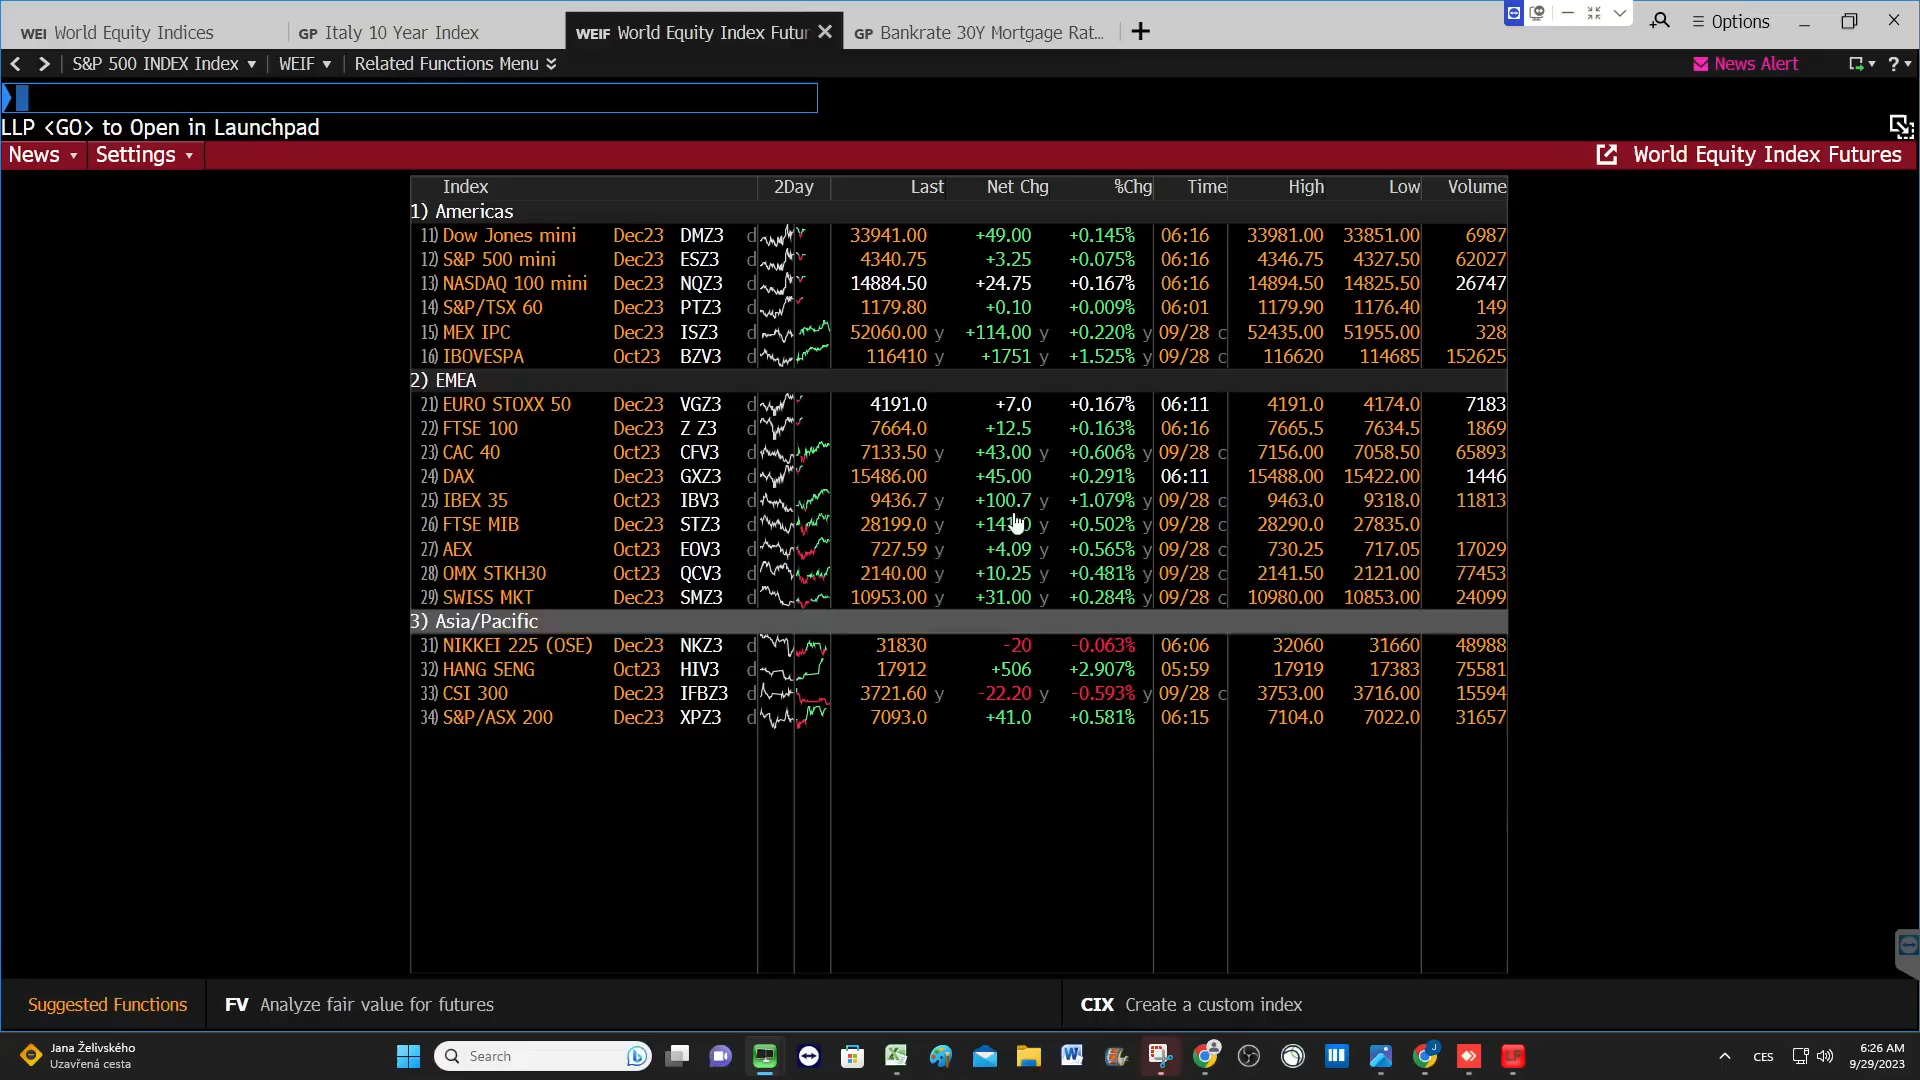 WEI World Equity Indices GP Italy 10 Year Index WEIF World Equity Index Futur GP Bankrate 30Y Mortgage Rat... Options
S&P 500 INDEX Index WEIF Related Functions Menu News Alert ?
LLP <GO> to Open in Launchpad
News Settings World Equity Index Futures
Index 2Day Last Net Chg %Chg Time High Low Volume
1) Americas
11) Dow Jones mini Dec23 DMZ3 d 33941.00 +49.00 +0.145% 06:16 33981.00 33851.00 6987
12) S&P 500 mini Dec23 ESZ3 d 4340.75 +3.25 +0.075% 06:16 4346.75 4327.50 62027
13) NASDAQ 100 mini Dec23 NQZ3 d 14884.50 +24.75 +0.167% 06:16 14894.50 14825.50 26747
14) S&P/TSX 60 Dec23 PTZ3 d 1179.80 +0.10 +0.009% 06:01 1179.90 1176.40 149
15) MEX IPC Dec23 ISZ3 d 52060.00 y +114.00 y +0.220% y 09/28 c 52435.00 51955.00 328
16) IBOVESPA Oct23 BZV3 d 116410 y +1751 y +1.525% y 09/28 c 116620 114685 152625
2) EMEA
21) EURO STOXX 50 Dec23 VGZ3 d 4191.0 +7.0 +0.167% 06:11 4191.0 4174.0 7183
22) FTSE 100 Dec23 Z Z3 d 7664.0 +12.5 +0.163% 06:16 7665.5 7634.5 1869
23) CAC 40 Oct23 CFV3 d 7133.50 y +43.00 y +0.606% y 09/28 c 7156.00 7058.50 65893
24) DAX Dec23 GXZ3 d 15486.00 +45.00 +0.291% 06:11 15488.00 15422.00 1446
25) IBEX 35 Oct23 IBV3 d 9436.7 y +100.7 y +1.079% y 09/28 c 9463.0 9318.0 11813
26) FTSE MIB Dec23 STZ3 d 28199.0 y y +0.502% y 09/28 c 28290.0 27835.0
27) AEX Oct23 EOV3 d 727.59 y +4.09 y +0.565% y 09/28 c 730.25 717.05 17029
28) OMX STKH30 Oct23 QCV3 d 2140.00 y +10.25 y +0.481% y 09/28 c 2141.50 2121.00 77453
29) SWISS MKT Dec23 SMZ3 d 10953.00 y +31.00 y +0.284% y 09/28 c 10980.00 10853.00 24099
3) Asia/Pacific
31) NIKKEI 225 (OSE) Dec23 NKZ3 d 31830 -20 -0.063% 06:06 32060 31660 48988
32) HANG SENG Oct23 HIV3 d 17912 +506 +2.907% 05:59 17919 17383 75581
33) CSI 300 Dec23 IFBZ3 d 3721.60 y -22.20 y -0.593% y 09/28 c 3753.00 3716.00 15594
34) S&P/ASX 200 Dec23 XPZ3 d 7093.0 +41.0 +0.581% 06:15 7104.0 7022.0 31657
Suggested Functions FV Analyze fair value for futures CIX Create a custom index
Jana Želivského
Uzavřená cesta
Search
CES
6:26 AM
9/29/2023